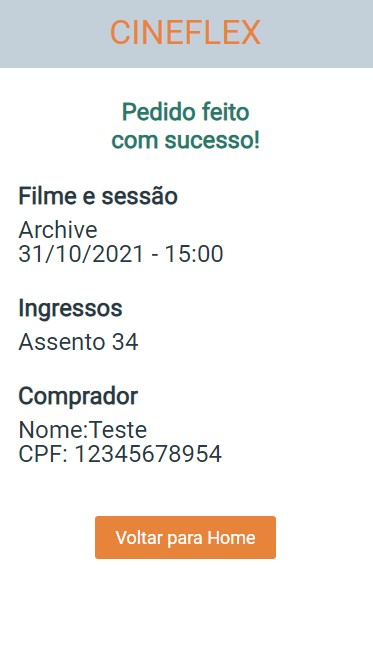 CINEFLEX
Pedido feito
com sucesso!
Filme e sessão
Archive
31/10/2021 - 15:00
Ingressos
Assento 34
Comprador
Nome:Teste
CPF: 12345678954
Voltar para Home